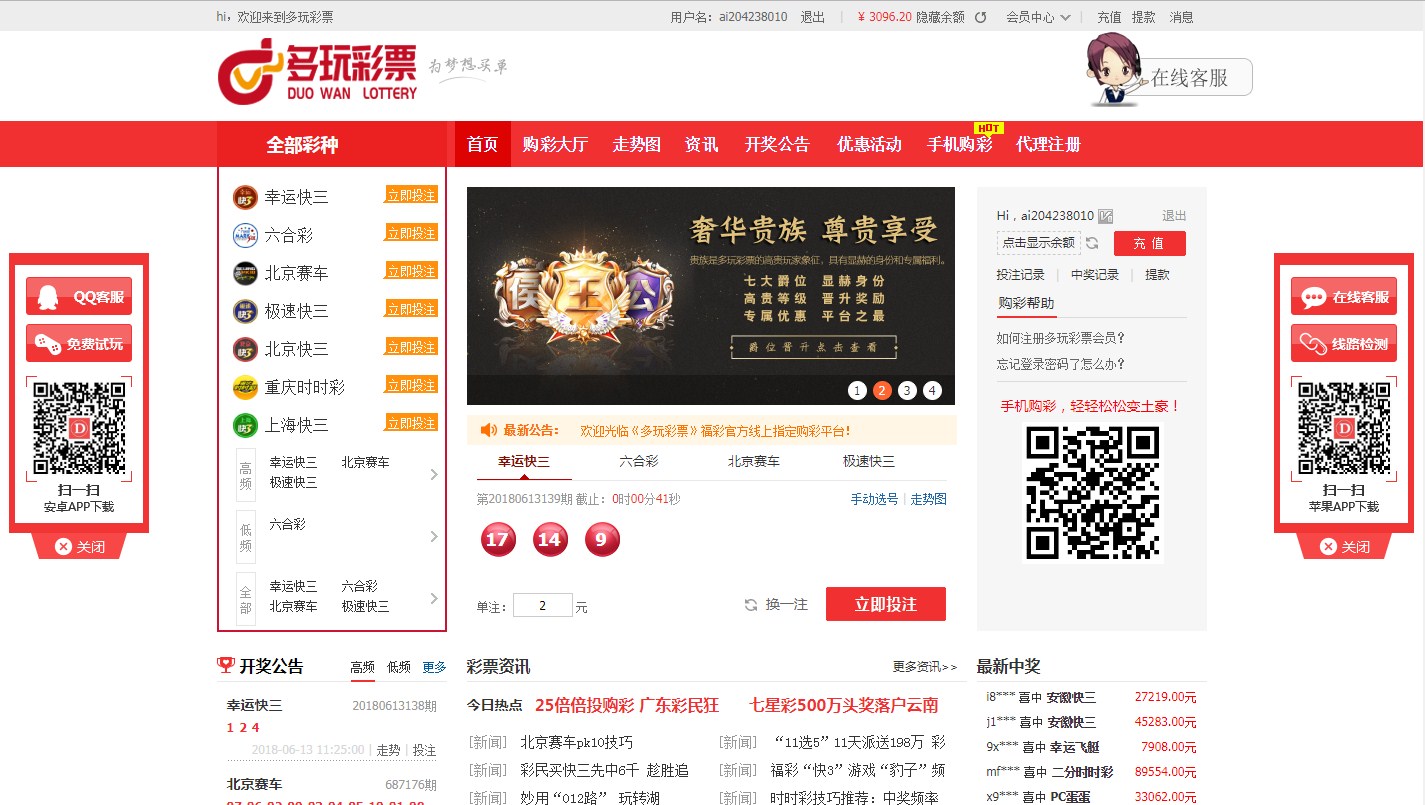 hi，欢迎来到多玩彩票
用户名：ai204238010 退出 | ￥ 3096.20 隐藏余额 会员中心 | 充值 提款 消息
多玩彩票
DUO WAN LOTTERY
为梦想买单
在线客服
全部彩种 首页 购彩大厅 走势图 资讯 开奖公告 优惠活动 手机购彩 HOT 代理注册
幸运快三 立即投注
六合彩 立即投注
北京赛车 立即投注
极速快三 立即投注
北京快三 立即投注
重庆时时彩 立即投注
上海快三 立即投注
高频
幸运快三 北京赛车
极速快三
低频
六合彩
全部
幸运快三 六合彩
北京赛车 极速快三
QQ客服
免费试玩
扫一扫
安卓APP下载
关闭
奢华贵族 尊贵享受
贵族是多玩彩票的高贵玩家象征，具有显赫的身份和专属福利。
侯 王 公
七大爵位 显赫身份
高贵等级 晋升奖励
专属优惠 平台之最
爵位晋升点击查看
1 2 3 4
最新公告： 欢迎光临《多玩彩票》福彩官方线上指定购彩平台！
幸运快三 六合彩 北京赛车 极速快三
第20180613139期 截止：0时00分41秒 手动选号 | 走势图
17 14 9
单注： 2 元 换一注 立即投注
Hi，ai204238010 退出
点击显示余额 充 值
投注记录 | 中奖记录 | 提款
购彩帮助
如何注册多玩彩票会员？
忘记登录密码了怎么办？
手机购彩，轻轻松松变土豪！
在线客服
线路检测
扫一扫
苹果APP下载
关闭
开奖公告 高频 低频 更多
幸运快三 20180613138期
1 2 4
2018-06-13 11:25:00 | 走势 | 投注
北京赛车 687176期
彩票资讯 更多资讯>>
今日热点 25倍倍投购彩 广东彩民狂 七星彩500万头奖落户云南
[新闻] 北京赛车pk10技巧 [新闻] “11选5”11天派送198万 彩
[新闻] 彩民买快三先中6千 趁胜追 [新闻] 福彩“快3”游戏“豹子”频
[新闻] 妙用“012路” 玩转湖 [新闻] 时时彩技巧推荐：中奖频率
最新中奖
i8*** 喜中 安徽快三 27219.00元
j1*** 喜中 安徽快三 45283.00元
9x*** 喜中 幸运飞艇 7908.00元
mf*** 喜中 二分时时彩 89554.00元
x9*** 喜中 PC蛋蛋 33062.00元